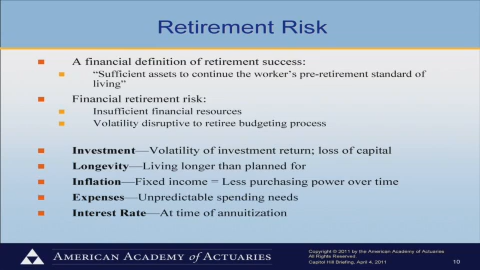 Retirement Risk
A financial definition of retirement success:
“Sufficient assets to continue the worker’s pre-retirement standard of
living”
Financial retirement risk:
Insufficient financial resources
Volatility disruptive to retiree budgeting process
Investment—Volatility of investment return; loss of capital
Longevity—Living longer than planned for
Inflation—Fixed income = Less purchasing power over time
Expenses—Unpredictable spending needs
Interest Rate—At time of annuitization
AMERICAN ACADEMY OF ACTUARIES
Copyright © 2011 by the American Academy of Actuaries
All Rights Reserved.
Capitol Hill Briefing, April 4, 2011
10